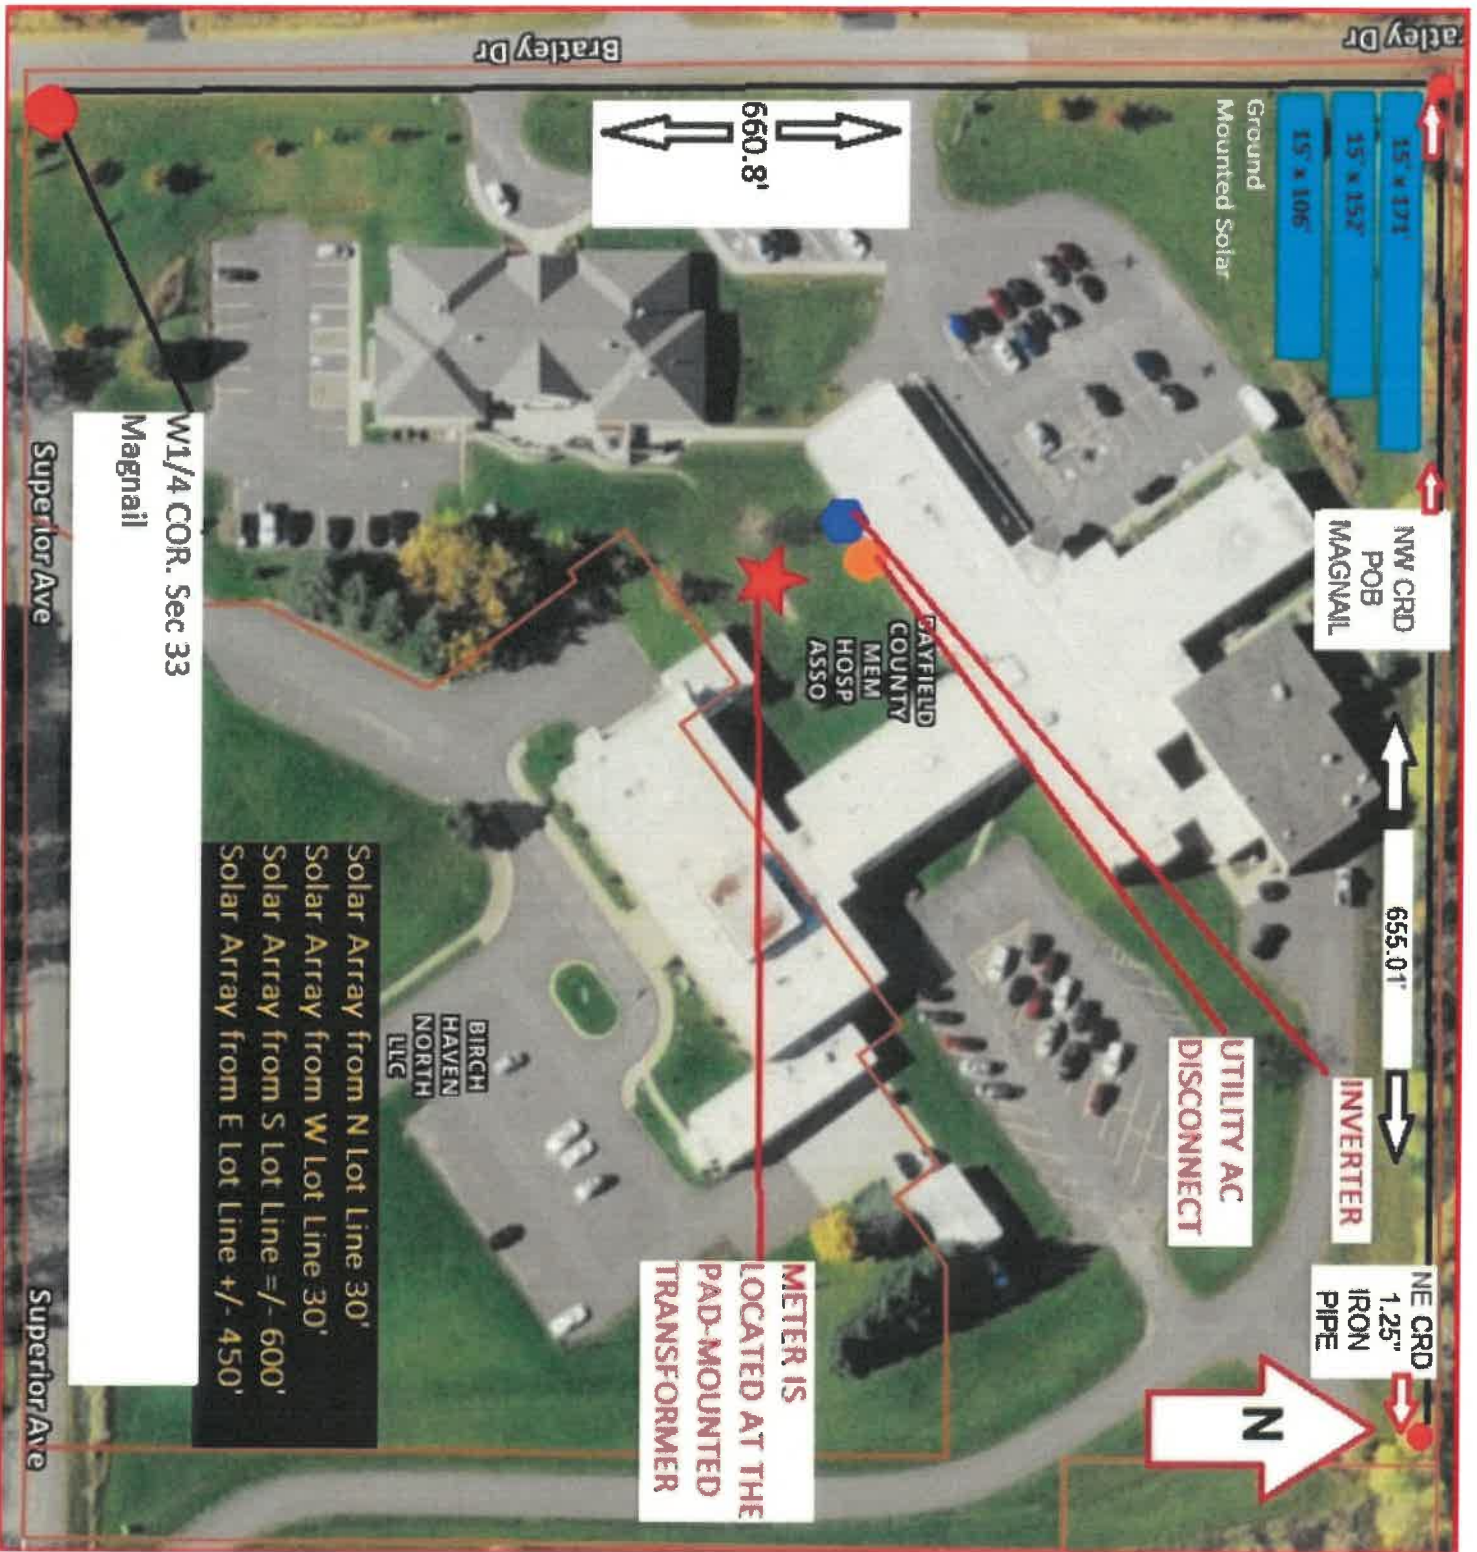 atley Dr
Bratley Dr
15' x 171'
15' x 152'
15' x 106'
Ground
Mounted Solar
660.8'
NW CRD
POB
MAGNAIL
655.01'
NE CRD
1.25"
IRON
PIPE
INVERTER
UTILITY AC
DISCONNECT
BAYFIELD
COUNTY
MEM
HOSP
ASSO
METER IS
LOCATED AT THE
PAD-MOUNTED
TRANSFORMER
N
BIRCH
HAVEN
NORTH
LLC
Solar Array from N Lot Line 30'
Solar Array from W Lot Line 30'
Solar Array from S Lot Line =/- 600'
Solar Array from E Lot Line +/- 450'
W1/4 COR. Sec 33
Magnail
Superior Ave
Superior Ave